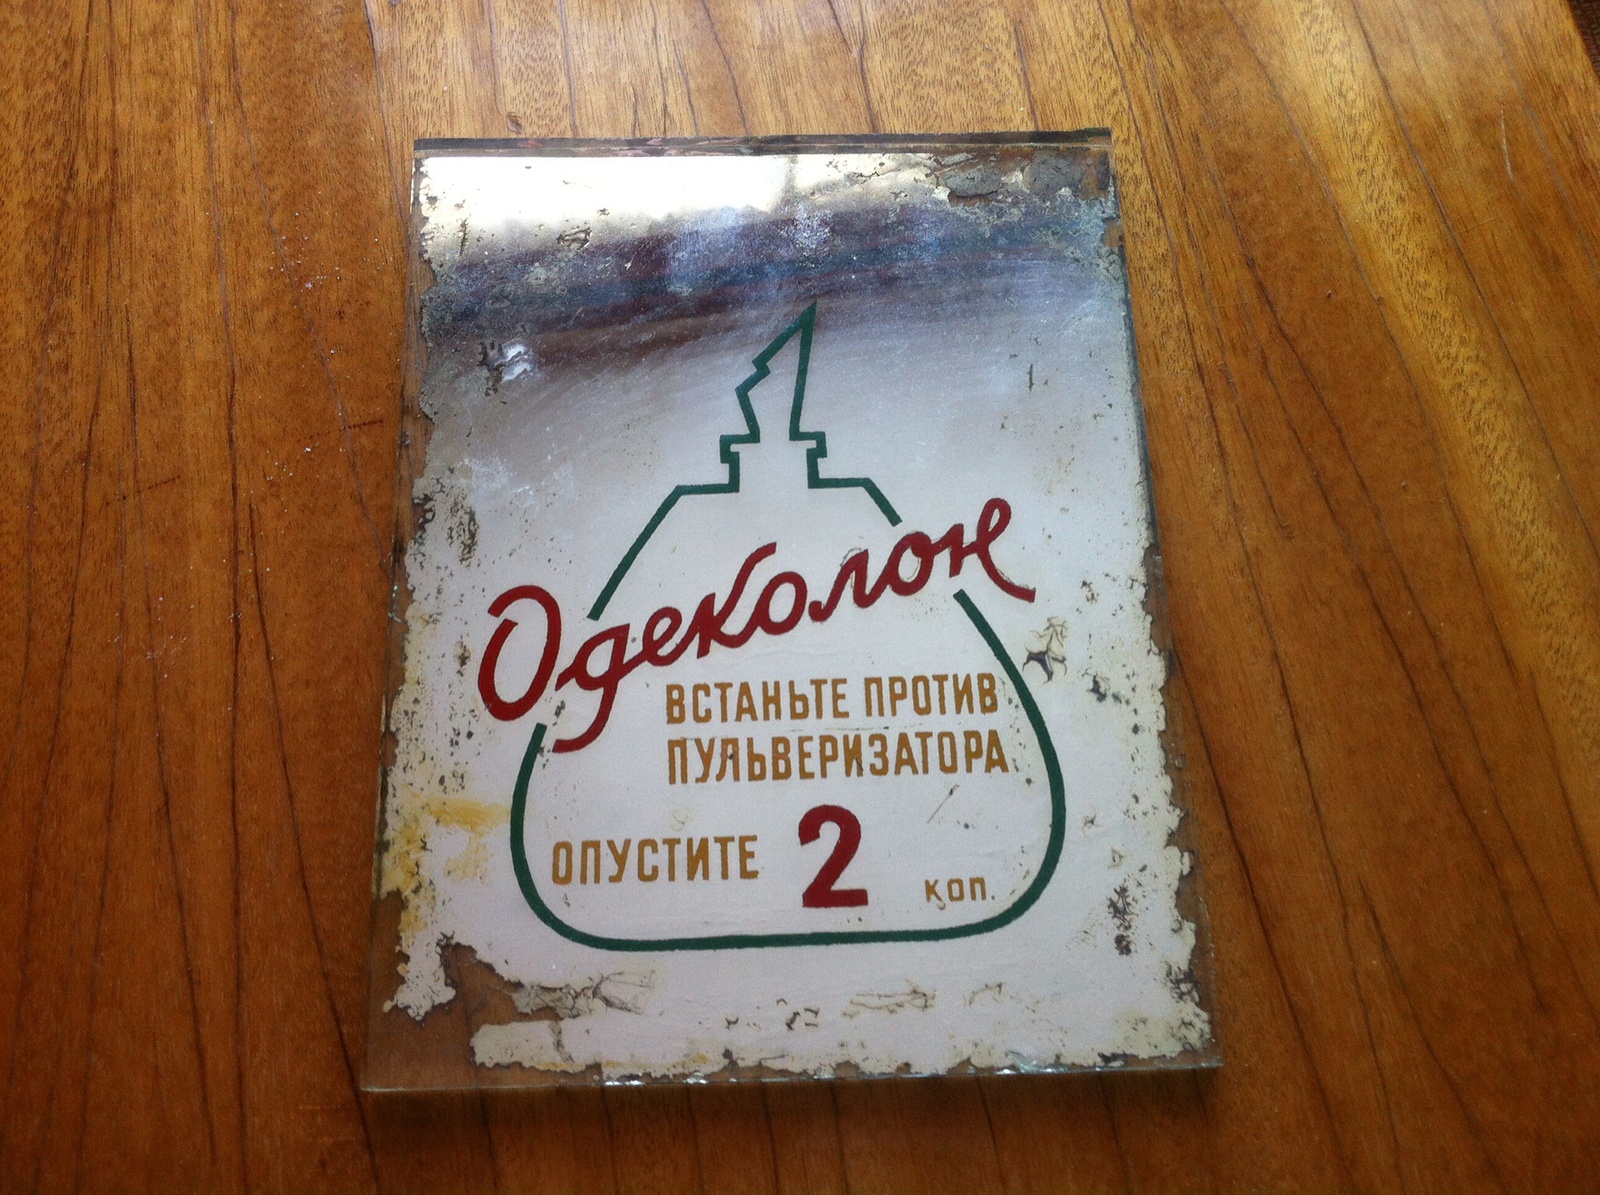 Одеколон
ВСТАНЬТЕ ПРОТИВ
ПУЛЬВЕРИЗАТОРА
ОПУСТИТЕ 2 коп.